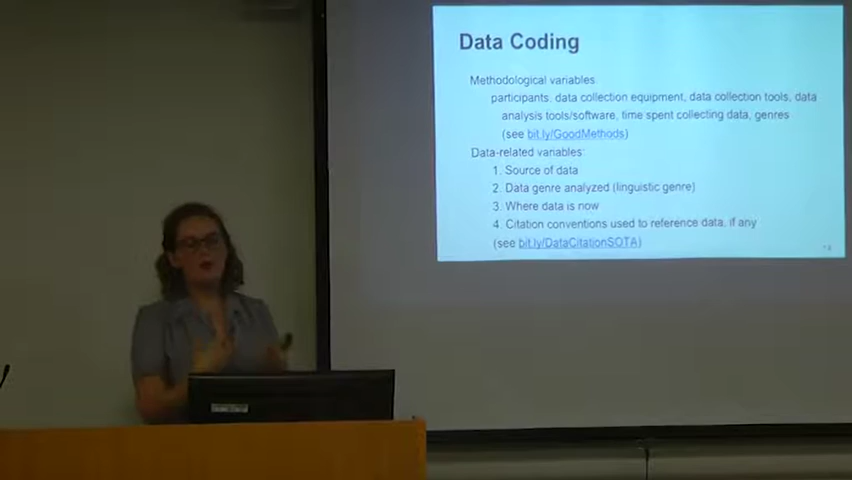 Data Coding
Methodological variables:
participants, data collection equipment, data collection tools, data
analysis tools/software, time spent collecting data, genres
(see bit.ly/GoodMethods)
Data-related variables:
1. Source of data
2. Data genre analyzed (linguistic genre)
3. Where data is now
4. Citation conventions used to reference data, if any
(see bit.ly/DataCitationSOTA)